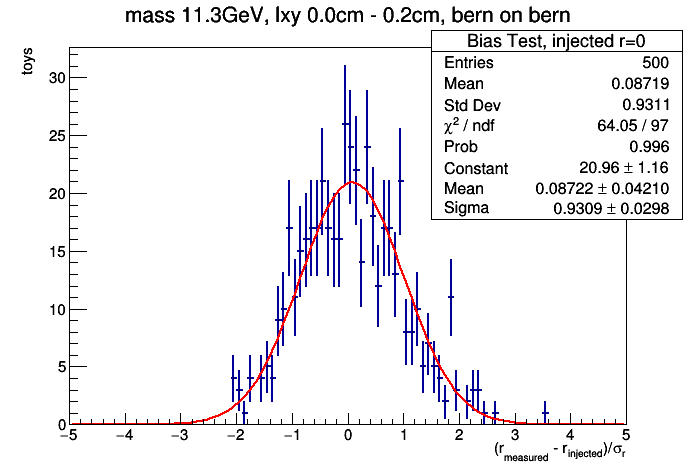 mass 11.3GeV, lxy 0.0cm - 0.2cm, bern on bern
Bias Test, injected r=0
Entries 500
Mean 0.08719
Std Dev 0.9311
χ² / ndf 64.05 / 97
Prob 0.996
Constant 20.96 ± 1.16
Mean 0.08722 ± 0.04210
Sigma 0.9309 ± 0.0298
toys
30
25
20
15
10
5
0
−5 −4 −3 −2 −1 0 1 2 3 4 5
(r_measured - r_injected)/σ_r